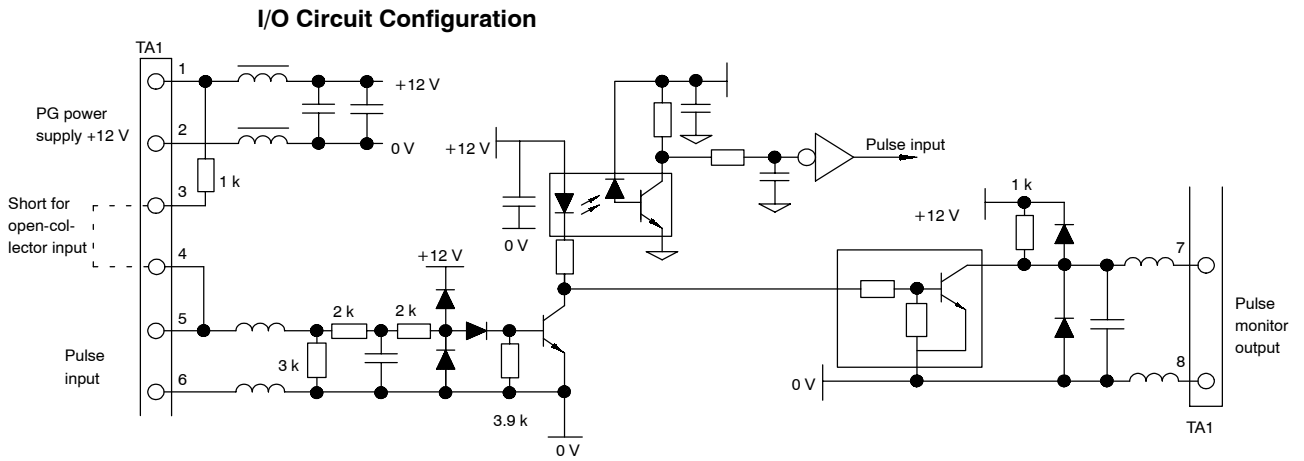 I/O Circuit Configuration
TA1
1
PG power
supply +12 V
+12 V
2
0 V
1 k
3
Short for
open-col-
lector input
4
5
Pulse
input
6
2 k
2 k
3 k
+12 V
3.9 k
0 V
+12 V
0 V
Pulse input
1 k
+12 V
0 V
7
Pulse
monitor
output
8
TA1